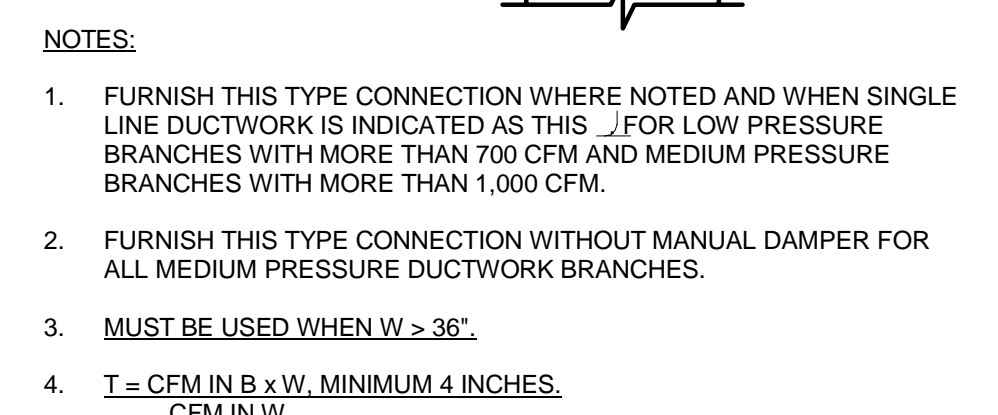 NOTES:
1. FURNISH THIS TYPE CONNECTION WHERE NOTED AND WHEN SINGLE
LINE DUCTWORK IS INDICATED AS THIS FOR LOW PRESSURE
BRANCHES WITH MORE THAN 700 CFM AND MEDIUM PRESSURE
BRANCHES WITH MORE THAN 1,000 CFM.
2. FURNISH THIS TYPE CONNECTION WITHOUT MANUAL DAMPER FOR
ALL MEDIUM PRESSURE DUCTWORK BRANCHES.
3. MUST BE USED WHEN W > 36".
4. T = CFM IN B x W, MINIMUM 4 INCHES.
CFM IN W